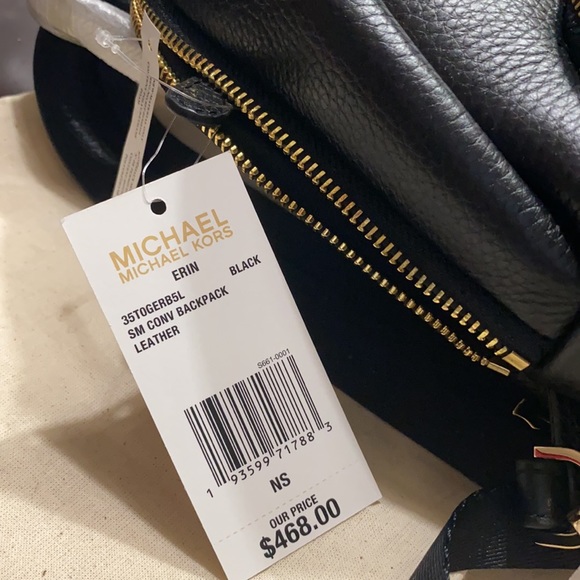 MICHAEL
MICHAEL KORS
ERIN BLACK
35T0GERB5L
SM CONV BACKPACK
LEATHER
S661-0001
1 93599 71788 3
NS
OUR PRICE
$468.00